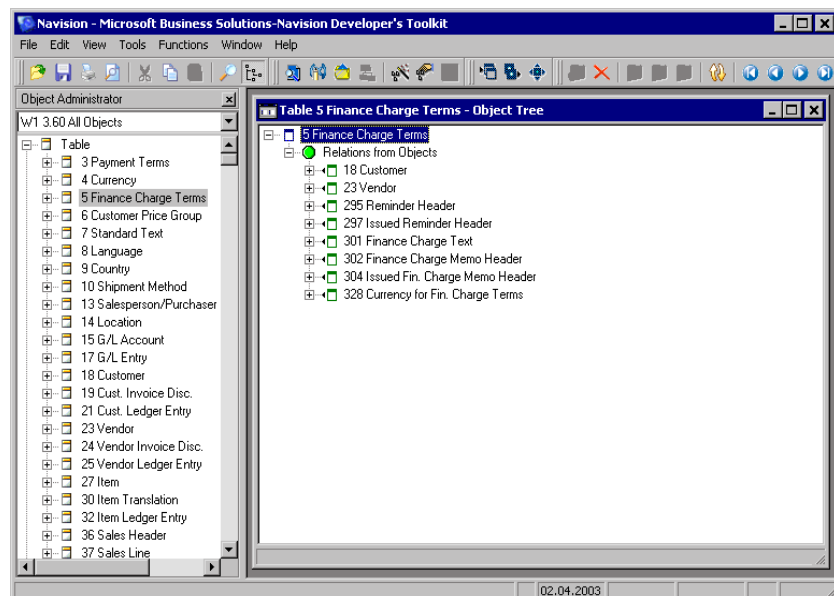 Navision - Microsoft Business Solutions-Navision Developer's Toolkit
File Edit View Tools Functions Window Help
Object Administrator
W1 3.60 All Objects
Table
3 Payment Terms
4 Currency
5 Finance Charge Terms
6 Customer Price Group
7 Standard Text
8 Language
9 Country
10 Shipment Method
13 Salesperson/Purchaser
14 Location
15 G/L Account
17 G/L Entry
18 Customer
19 Cust. Invoice Disc.
21 Cust. Ledger Entry
23 Vendor
24 Vendor Invoice Disc.
25 Vendor Ledger Entry
27 Item
30 Item Translation
32 Item Ledger Entry
36 Sales Header
37 Sales Line
Table 5 Finance Charge Terms - Object Tree
5 Finance Charge Terms
Relations from Objects
18 Customer
23 Vendor
295 Reminder Header
297 Issued Reminder Header
301 Finance Charge Text
302 Finance Charge Memo Header
304 Issued Fin. Charge Memo Header
328 Currency for Fin. Charge Terms
02.04.2003